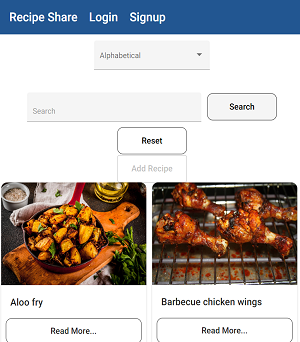 Recipe Share Login Signup
Alphabetical
Search Search
Reset
Add Recipe
Aloo fry Barbecue chicken wings
Read More... Read More...